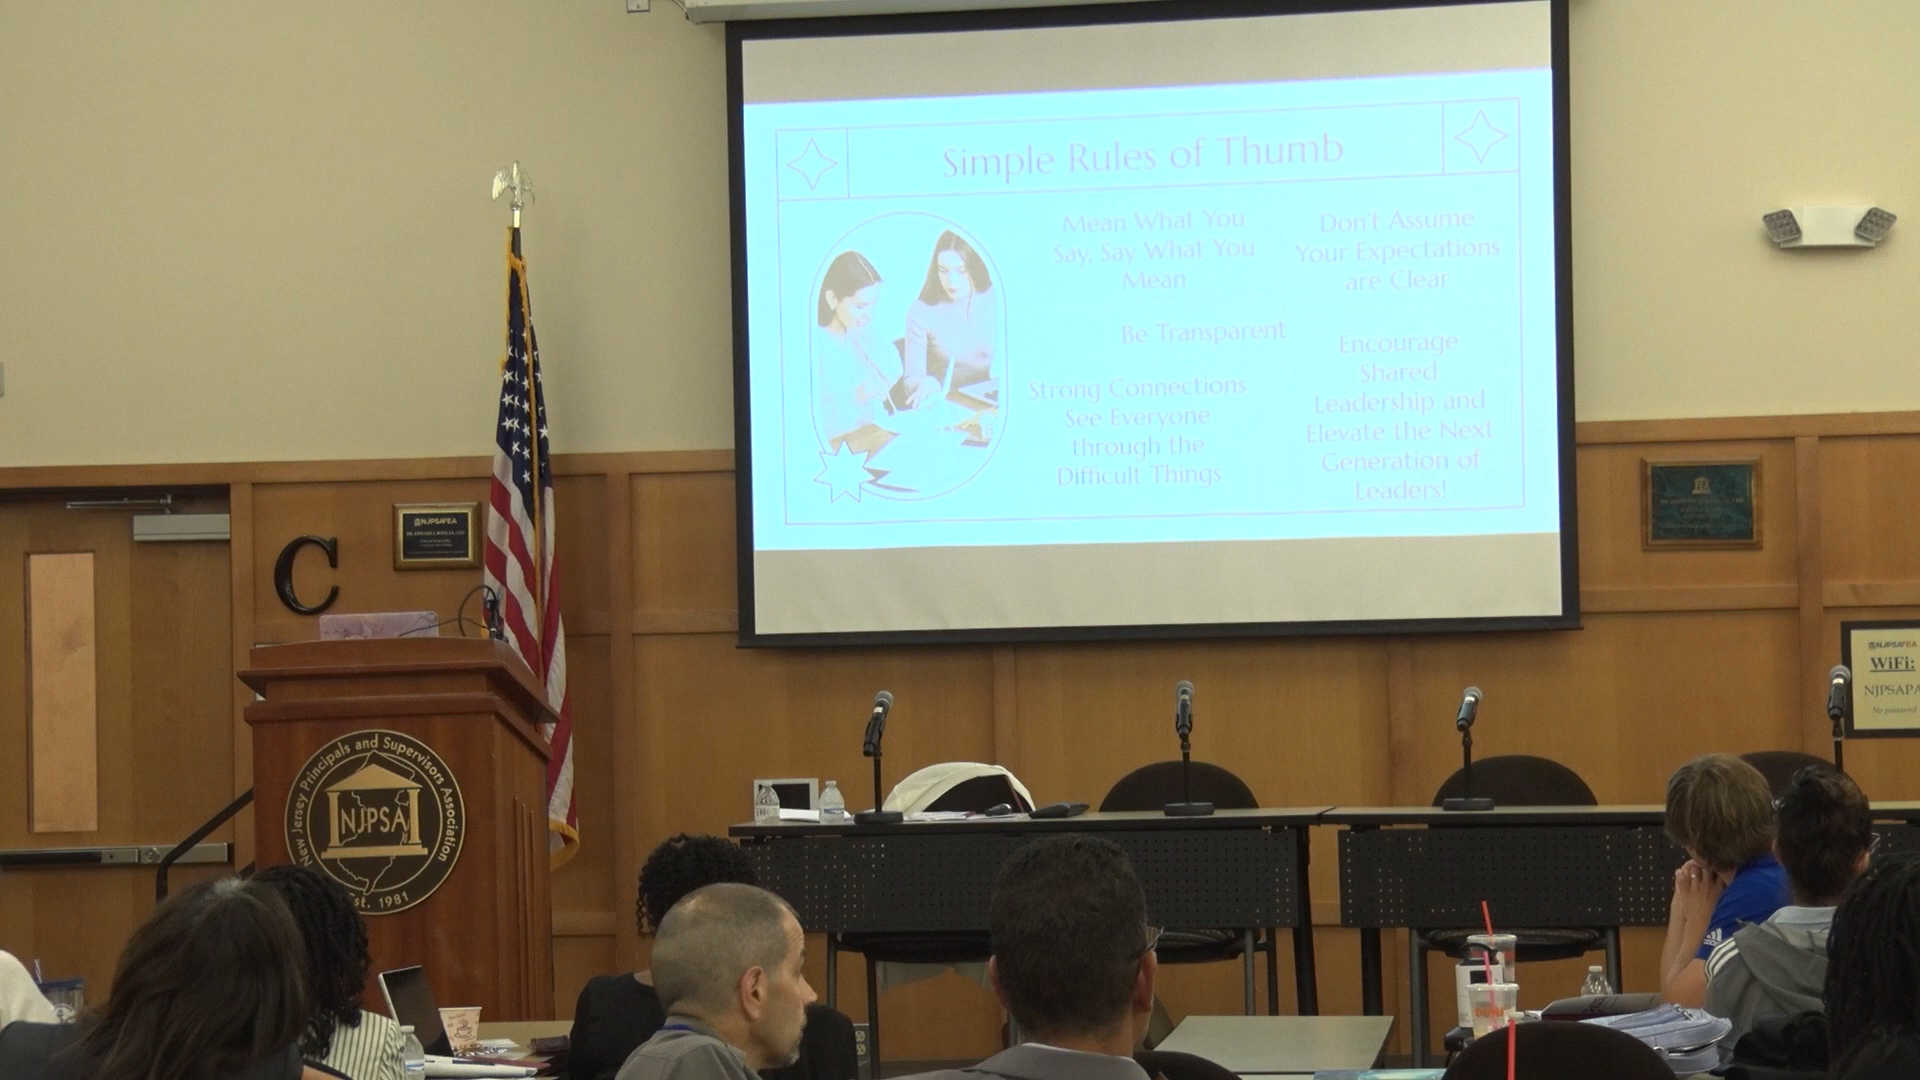 Simple Rules of Thumb
Mean What You
Say, Say What You
Mean
Be Transparent
Strong Connections
See Everyone
through the
Difficult Things
Don't Assume
Your Expectations
are Clear
Encourage
Shared
Leadership and
Elevate the Next
Generation of
Leaders!
C
NJPSAFEA
New Jersey Principals and Supervisors Association
NJPSA
Est. 1981
NJPSAFEA
WiFi:
NJPSAPA
No password